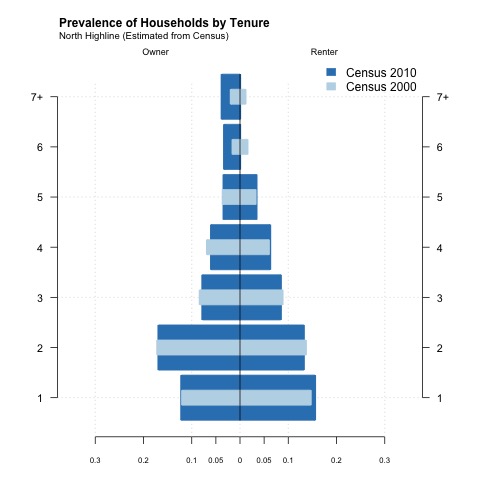 Prevalence of Households by Tenure
North Highline (Estimated from Census)
Owner
Renter
Census 2010
Census 2000
7+
7+
6
6
5
5
4
4
3
3
2
2
1
1
0.3 0.2 0.1 0.05 0 0.05 0.1 0.2 0.3